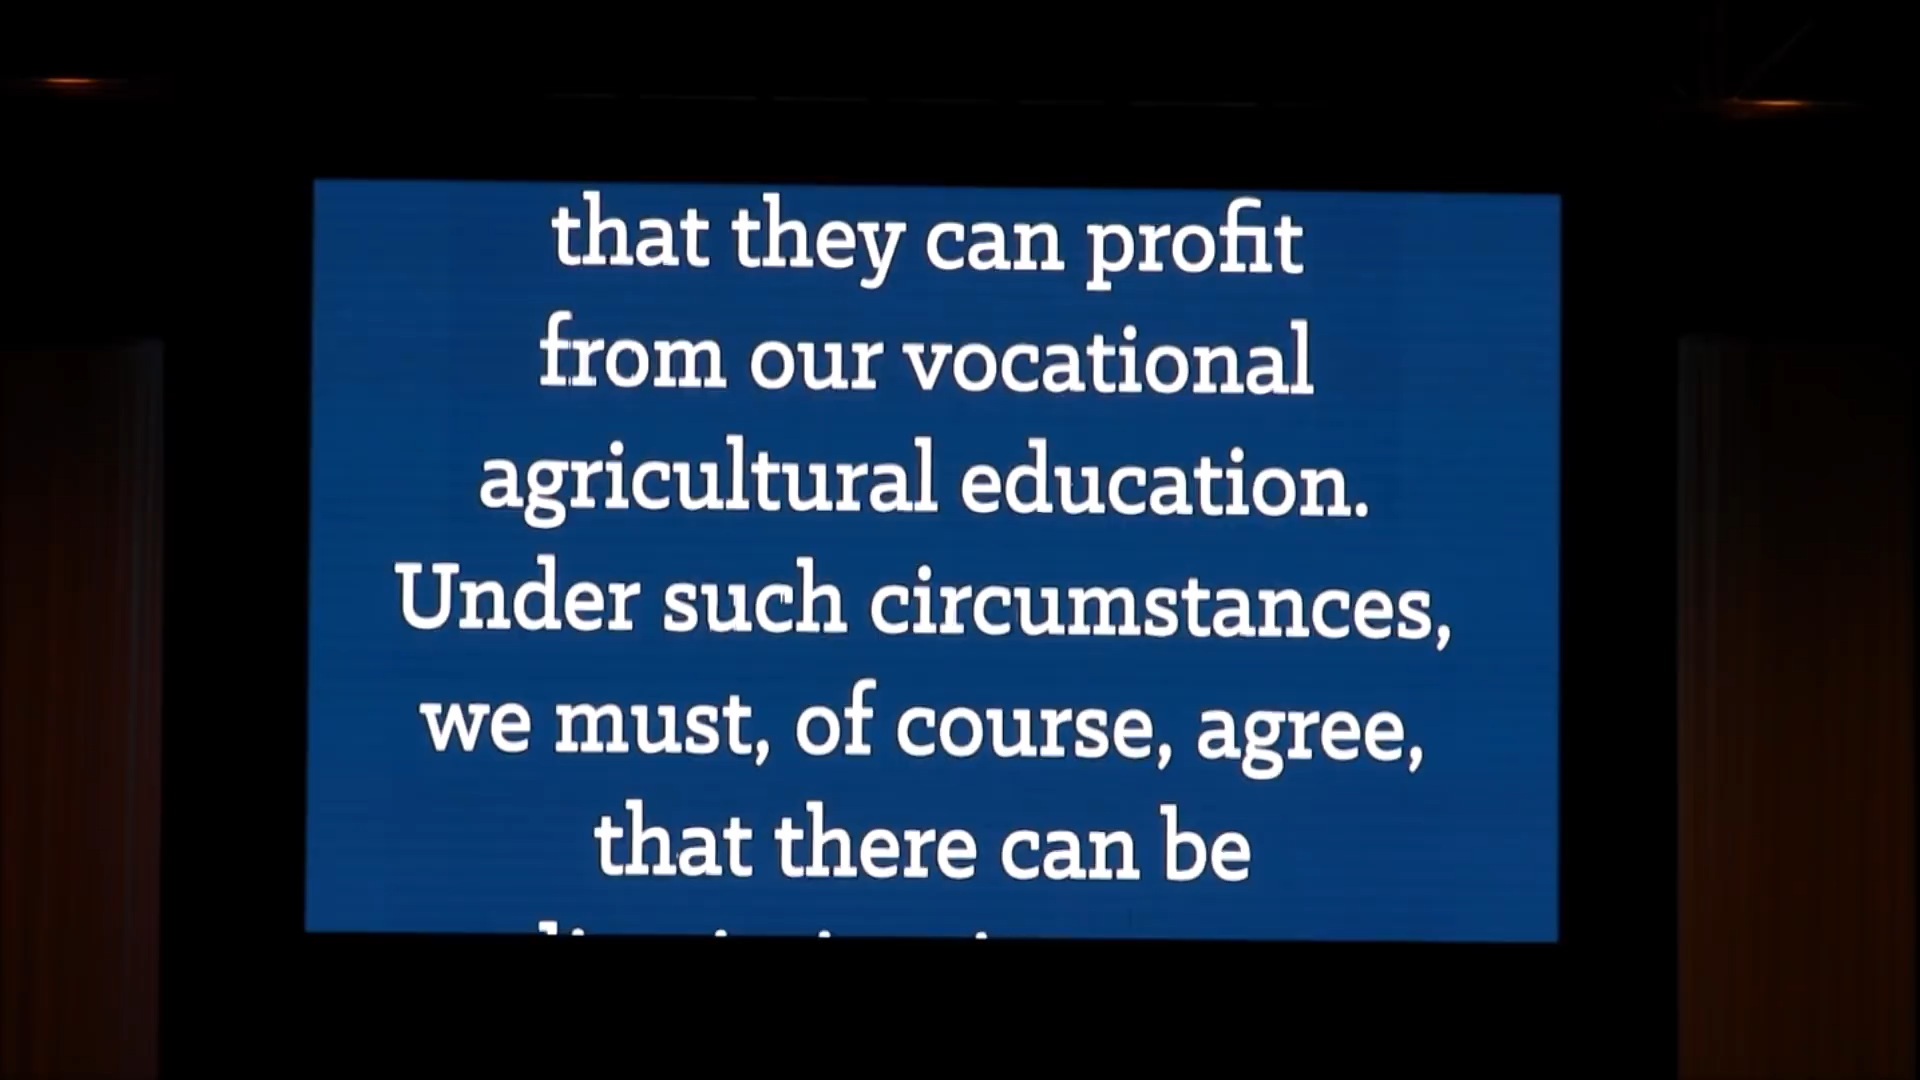 that they can profit
from our vocational
agricultural education.
Under such circumstances,
we must, of course, agree,
that there can be